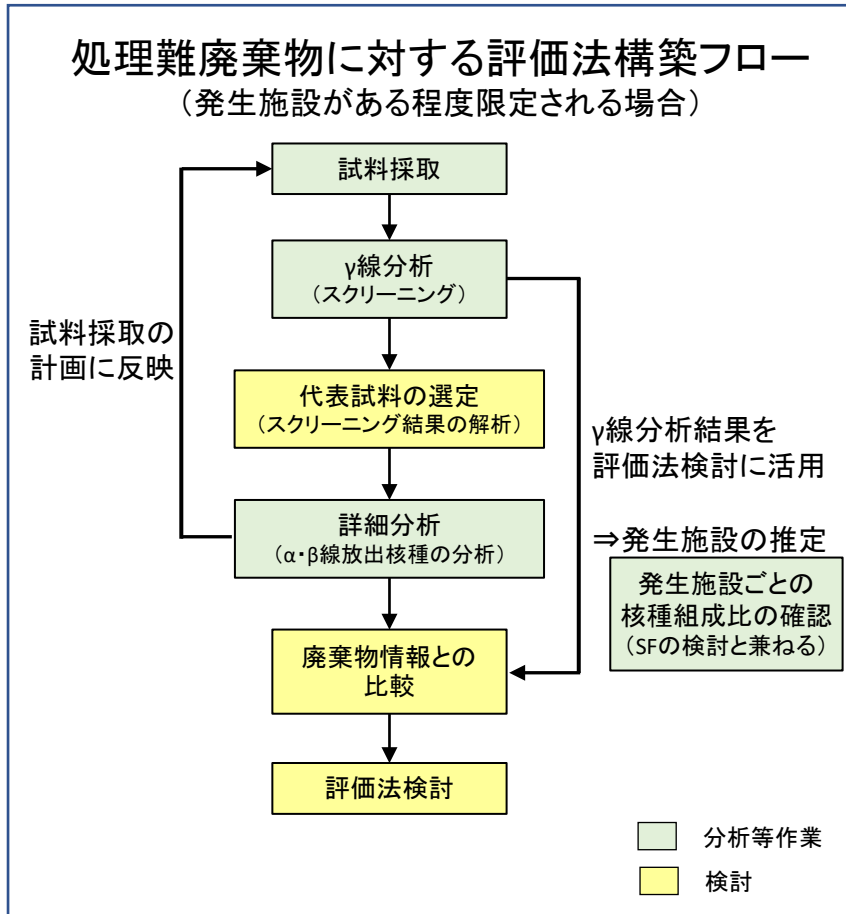 処理難廃棄物に対する評価法構築フロー
（発生施設がある程度限定される場合）
試料採取
γ線分析
（スクリーニング）
試料採取の
計画に反映
代表試料の選定
（スクリーニング結果の解析）
γ線分析結果を
評価法検討に活用
詳細分析
（α・β線放出核種の分析）
⇒発生施設の推定
発生施設ごとの
核種組成比の確認
（SFの検討と兼ねる）
廃棄物情報との
比較
評価法検討
分析等作業
検討